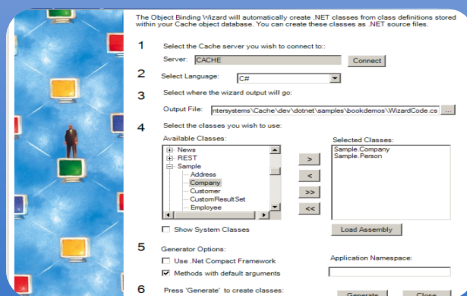 The Object Binding Wizard will automatically create .NET classes from class definitions stored
within your Cache object database. You can create these classes as .NET source files.
1 Select the Cache server you wish to connect to::
Server: CACHE Connect
2 Select Language: C#
3 Select where the wizard output will go:
Output File: ntersystems\Cache\dev\dotnet\samples\bookdemos\WizardCode.cs ...
4 Select the classes you wish to use:
Available Classes: Selected Classes:
News
REST
Sample
Address
Company
Customer
CustomResultSet
Employee
>
<
>>
<<
Sample.Company
Sample.Person
Show System Classes Load Assembly
5 Generator Options:
Use .Net Compact Framework Application Namespace:
Methods with default arguments
6 Press 'Generate' to create classes: Generate Close